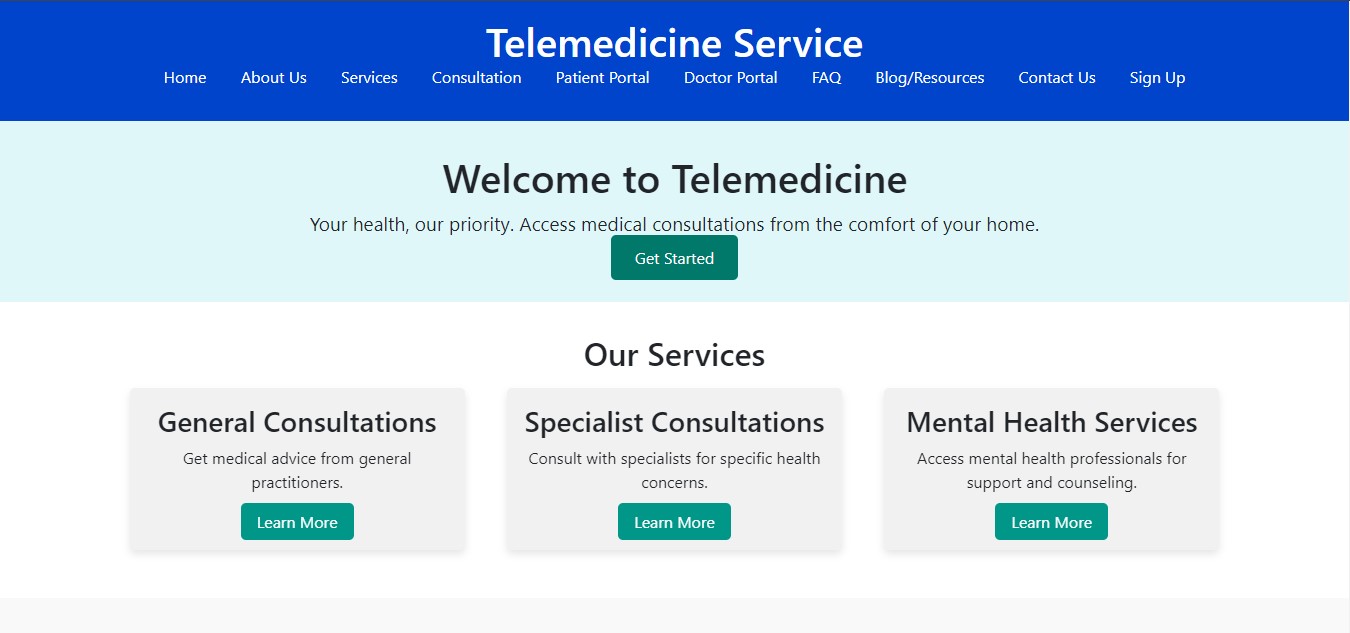 Telemedicine Service
Home About Us Services Consultation Patient Portal Doctor Portal FAQ Blog/Resources Contact Us Sign Up
Welcome to Telemedicine
Your health, our priority. Access medical consultations from the comfort of your home.
Get Started
Our Services
General Consultations
Get medical advice from general
practitioners.
Learn More
Specialist Consultations
Consult with specialists for specific health
concerns.
Learn More
Mental Health Services
Access mental health professionals for
support and counseling.
Learn More